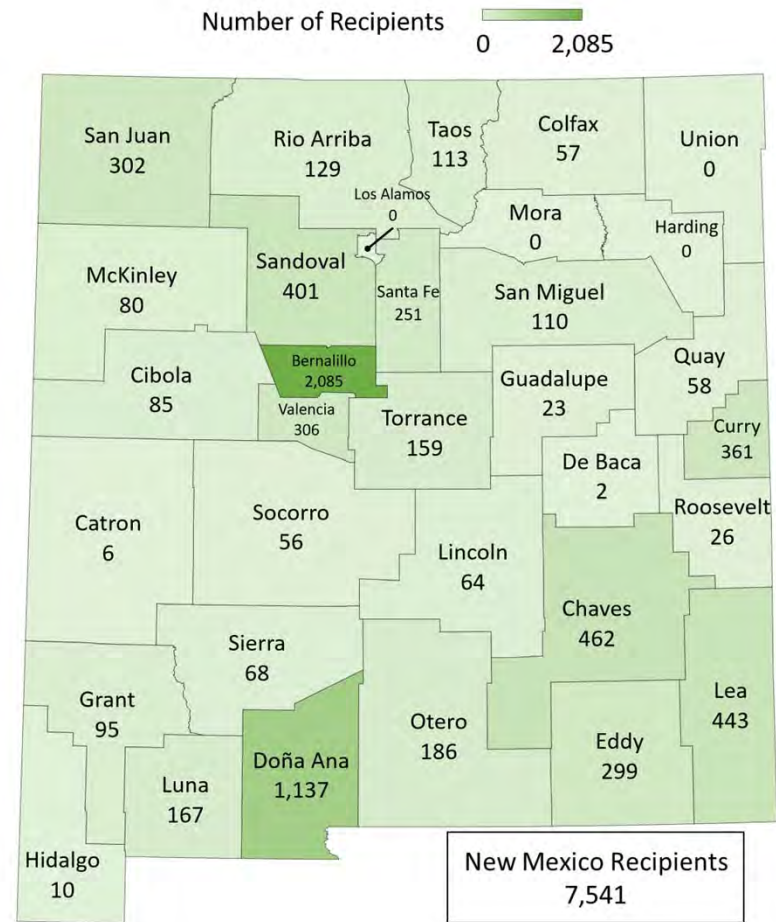 Number of Recipients
0
2,085
San Juan
302
Rio Arriba
129
Taos
113
Colfax
57
Union
0
Los Alamos
0
Mora
0
Harding
0
McKinley
80
Sandoval
401
Santa Fe
251
San Miguel
110
Bernalillo
2,085
Cibola
85
Valencia
306
Torrance
159
Guadalupe
23
Quay
58
Curry
361
De Baca
2
Roosevelt
26
Catron
6
Socorro
56
Lincoln
64
Chaves
462
Sierra
68
Grant
95
Doña Ana
1,137
Otero
186
Eddy
299
Lea
443
Luna
167
Hidalgo
10
New Mexico Recipients
7,541